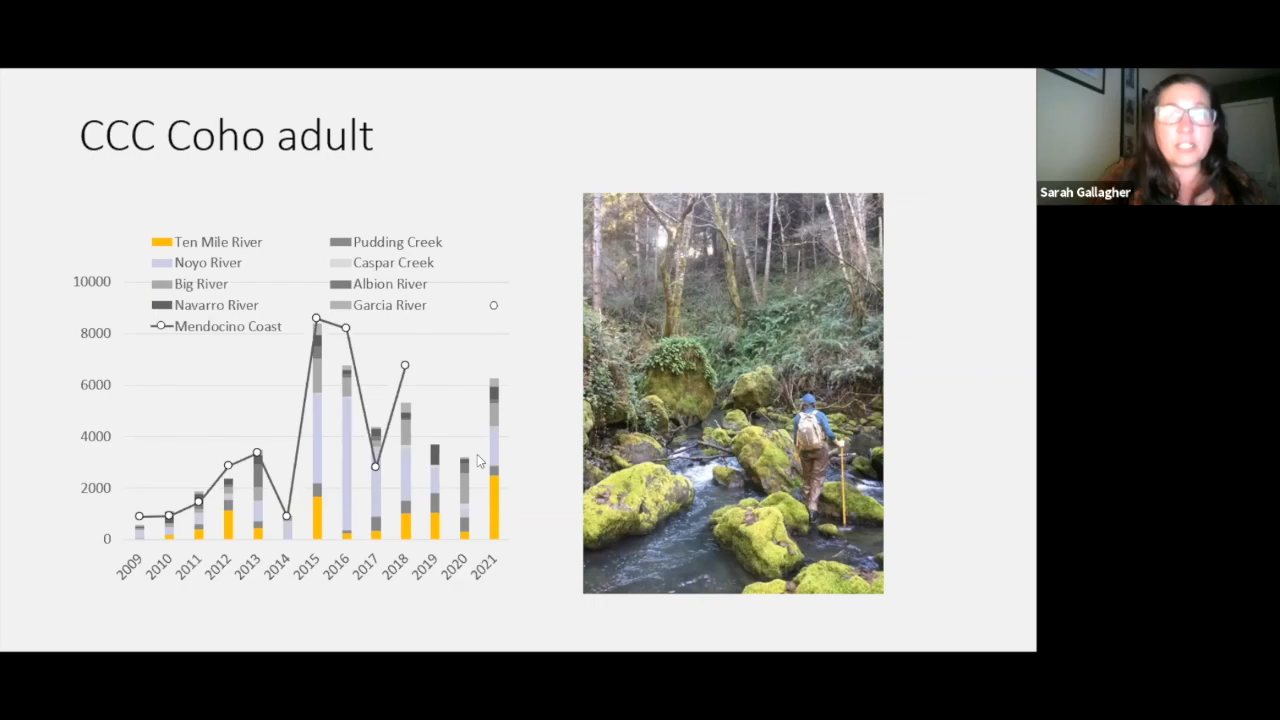 CCC Coho adult
Sarah Gallagher
Ten Mile River Pudding Creek
Noyo River Caspar Creek
Big River Albion River
Navarro River Garcia River
Mendocino Coast
10000
8000
6000
4000
2000
0
2009 2010 2011 2012 2013 2014 2015 2016 2017 2018 2019 2020 2021